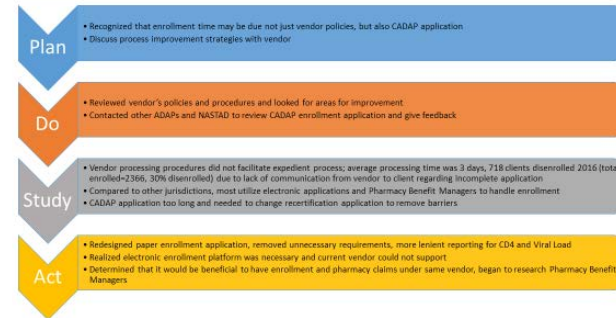 Plan
• Recognized that enrollment time may be due not just vendor policies, but also CADAP application
• Discuss process improvement strategies with vendor
Do
• Reviewed vendor's policies and procedures and looked for areas for improvement
• Contacted other ADAPs and NASTAD to review CADAP enrollment application and give feedback
Study
• Vendor processing procedures did not facilitate expedient process; average processing time was 3 days, 718 clients disenrolled 2016 (total
enrolled=2366, 30% disenrolled) due to lack of communication from vendor to client regarding incomplete application
• Compared to other jurisdictions, most utilize electronic applications and Pharmacy Benefit Managers to handle enrollment
• CADAP application too long and needed to change recertification application to remove barriers
Act
• Redesigned paper enrollment application, removed unnecessary requirements, more lenient reporting for CD4 and Viral Load
• Realized electronic enrollment platform was necessary and current vendor could not support
• Determined that it would be beneficial to have enrollment and pharmacy claims under same vendor, began to research Pharmacy Benefit
Managers